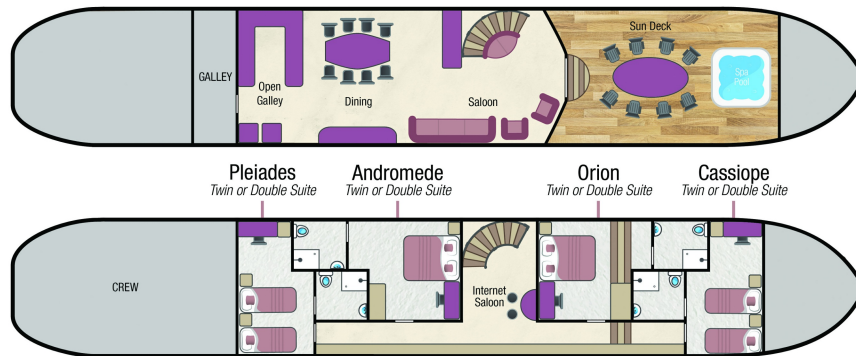 Sun Deck
GALLEY
Open
Galley
Dining
Saloon
Spa
Pool
Pleiades
Twin or Double Suite
Andromede
Twin or Double Suite
Orion
Twin or Double Suite
Cassiope
Twin or Double Suite
CREW
Internet
Saloon